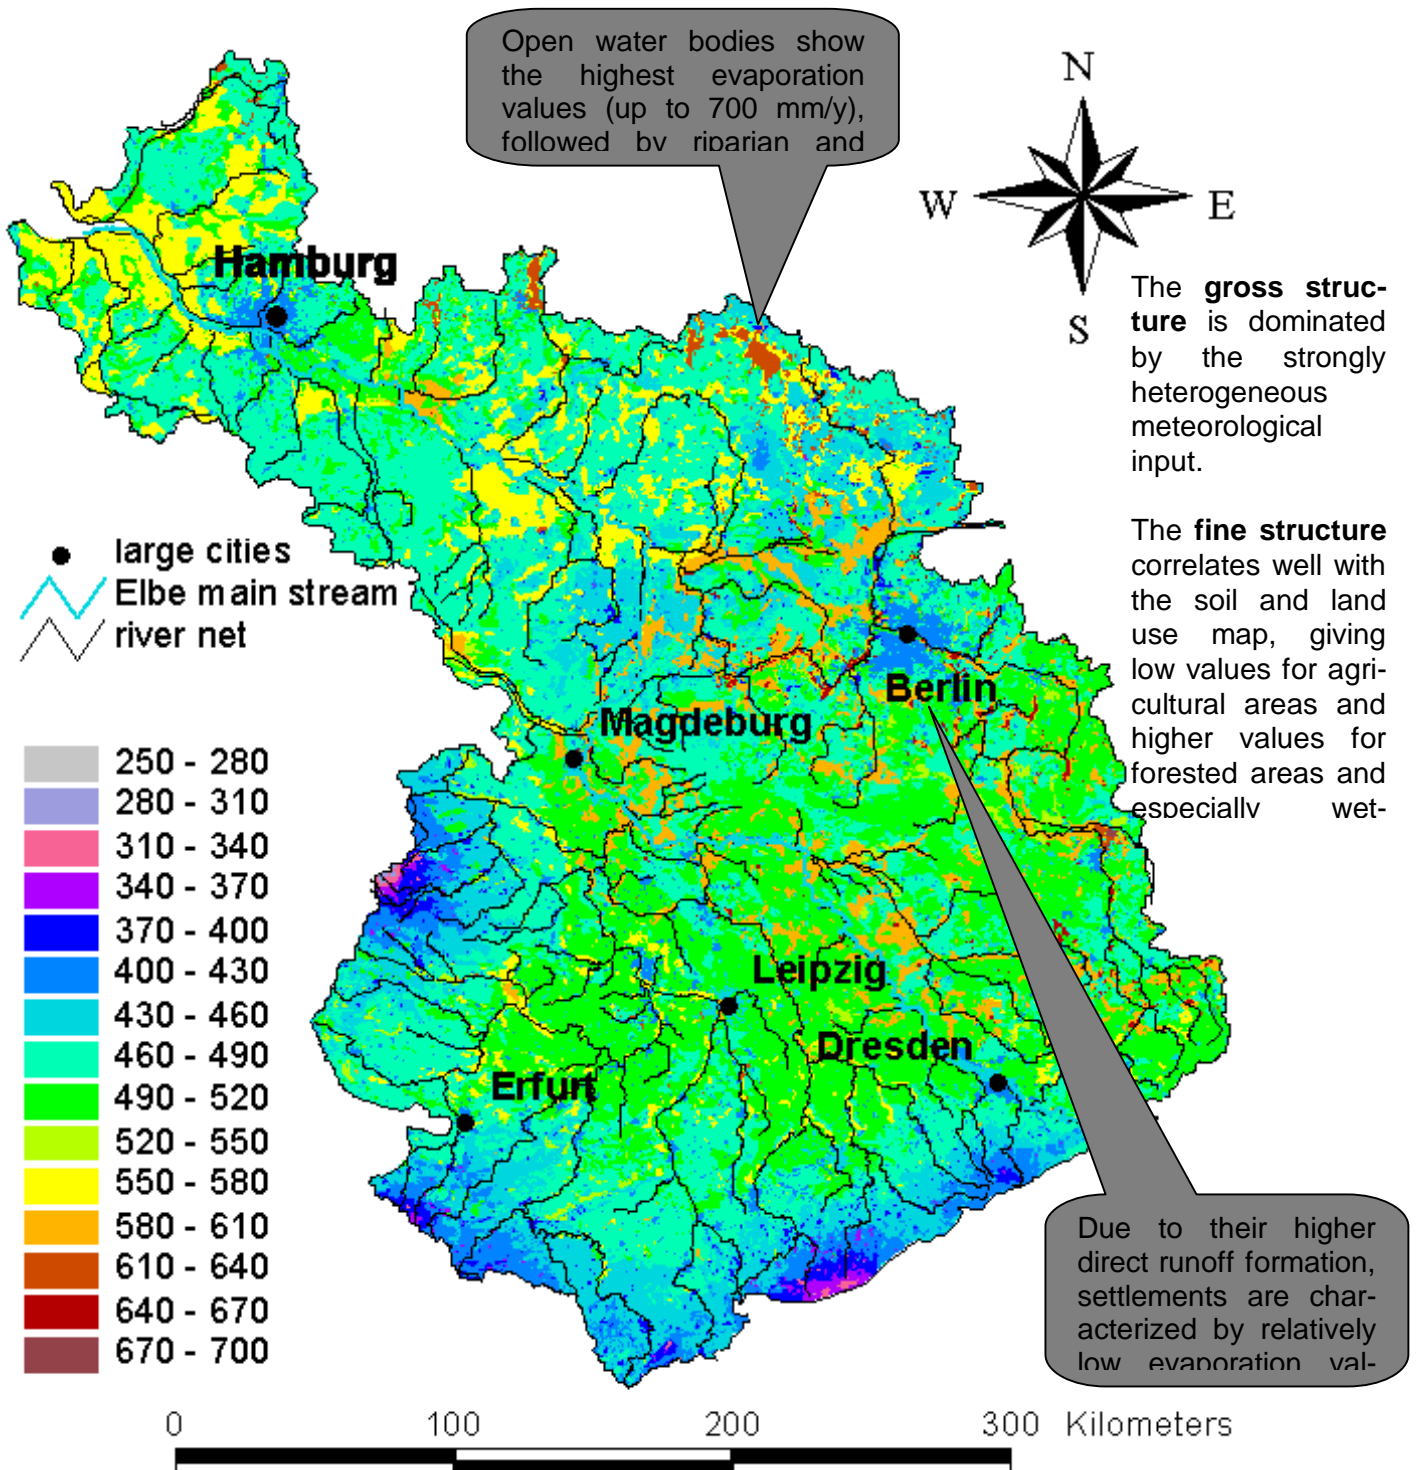 Open water bodies show
the highest evaporation
values (up to 700 mm/y),
followed by riparian and
N
W
E
S
The gross struc-
ture is dominated
by the strongly
heterogeneous
meteorological
input.
The fine structure
correlates well with
the soil and land
use map, giving
low values for agri-
cultural areas and
higher values for
forested areas and
especially wet-
Hamburg
Berlin
Magdeburg
Leipzig
Dresden
Erfurt
large cities
Elbe main stream
river net
250 - 280
280 - 310
310 - 340
340 - 370
370 - 400
400 - 430
430 - 460
460 - 490
490 - 520
520 - 550
550 - 580
580 - 610
610 - 640
640 - 670
670 - 700
Due to their higher
direct runoff formation,
settlements are char-
acterized by relatively
low evaporation val-
0 100 200 300 Kilometers